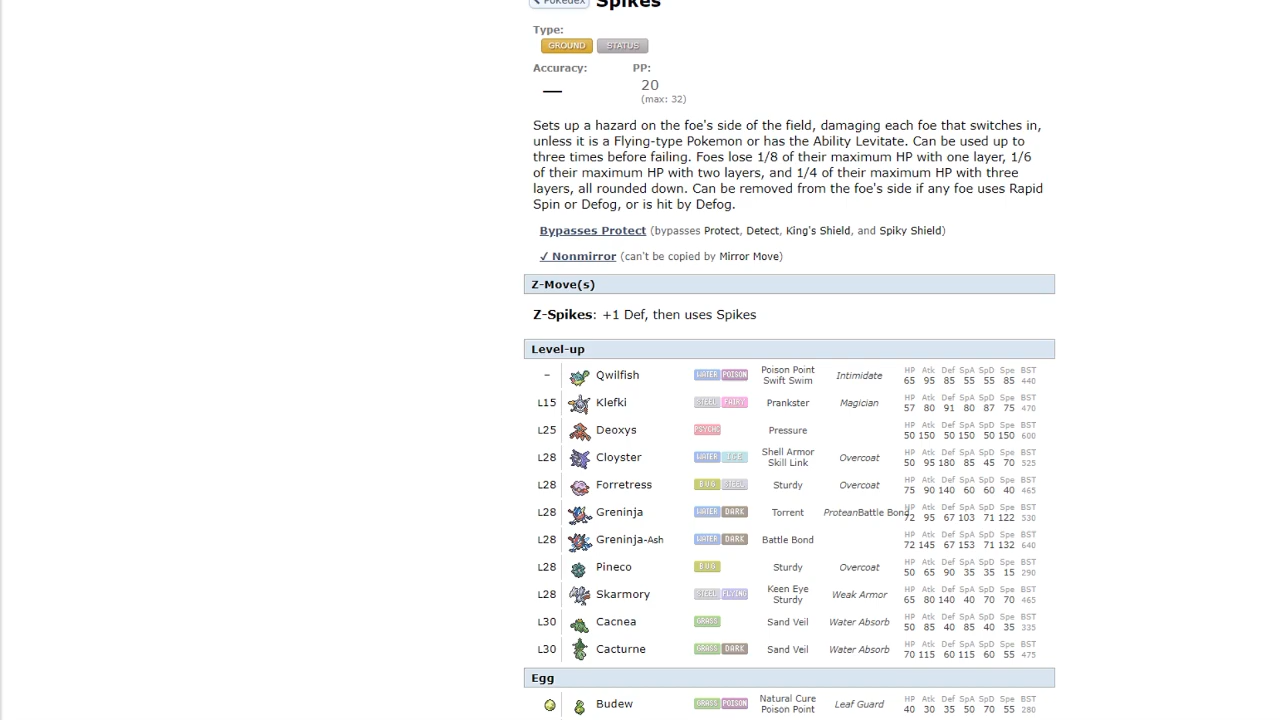 Pokédex Spikes
Type:
GROUND STATUS
Accuracy: PP:
— 20
(max: 32)
Sets up a hazard on the foe's side of the field, damaging each foe that switches in,
unless it is a Flying-type Pokemon or has the Ability Levitate. Can be used up to
three times before failing. Foes lose 1/8 of their maximum HP with one layer, 1/6
of their maximum HP with two layers, and 1/4 of their maximum HP with three
layers, all rounded down. Can be removed from the foe's side if any foe uses Rapid
Spin or Defog, or is hit by Defog.
Bypasses Protect (bypasses Protect, Detect, King's Shield, and Spiky Shield)
✓ Nonmirror (can't be copied by Mirror Move)
Z-Move(s)
Z-Spikes: +1 Def, then uses Spikes
Level-up
– Qwilfish WATER POISON Poison Point Swift Swim Intimidate HP 65 Atk 95 Def 85 SpA 55 SpD 55 Spe 85 BST 440
L15 Klefki STEEL FAIRY Prankster Magician HP 57 Atk 80 Def 91 SpA 80 SpD 87 Spe 75 BST 470
L25 Deoxys PSYCHC Pressure HP 50 Atk 150 Def 50 SpA 150 SpD 50 Spe 150 BST 600
L28 Cloyster WATER ICE Shell Armor Skill Link Overcoat HP 50 Atk 95 Def 180 SpA 85 SpD 45 Spe 70 BST 525
L28 Forretress BUG STEEL Sturdy Overcoat HP 75 Atk 90 Def 140 SpA 60 SpD 60 Spe 40 BST 465
L28 Greninja WATER DARK Torrent Protean Battle Bond HP 72 Atk 95 Def 67 SpA 103 SpD 71 Spe 122 BST 530
L28 Greninja-Ash WATER DARK Battle Bond HP 72 Atk 145 Def 67 SpA 153 SpD 71 Spe 132 BST 640
L28 Pineco BUG Sturdy Overcoat HP 50 Atk 65 Def 90 SpA 35 SpD 35 Spe 15 BST 290
L28 Skarmory STEEL FLYING Keen Eye Sturdy Weak Armor HP 65 Atk 80 Def 140 SpA 40 SpD 70 Spe 70 BST 465
L30 Cacnea GRASS Sand Veil Water Absorb HP 50 Atk 85 Def 40 SpA 85 SpD 40 Spe 35 BST 335
L30 Cacturne GRASS DARK Sand Veil Water Absorb HP 70 Atk 115 Def 60 SpA 115 SpD 60 Spe 55 BST 475
Egg
Budew GRASS POISON Natural Cure Poison Point Leaf Guard HP 40 Atk 30 Def 35 SpA 50 SpD 70 Spe 55 BST 280